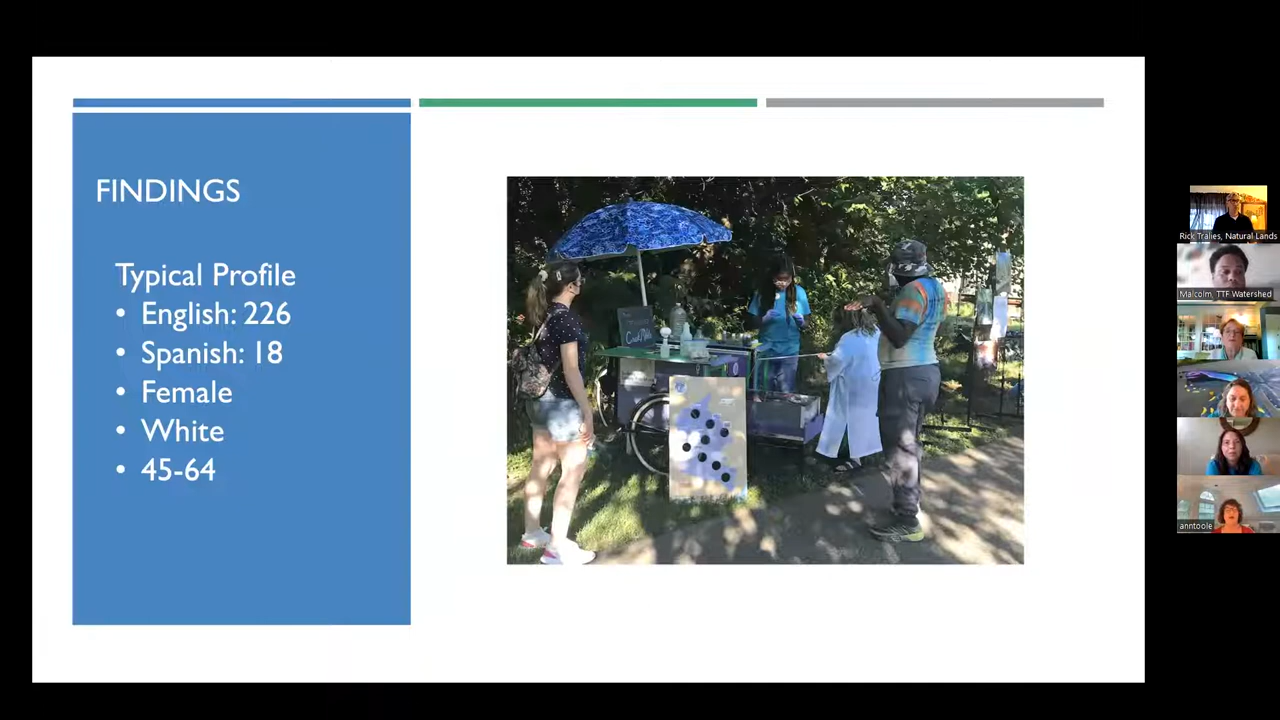 FINDINGS
Typical Profile
• English: 226
• Spanish: 18
• Female
• White
• 45-64
Rick Tralies, Natural Lands
Malcolm, TTF Watershed
anntoole